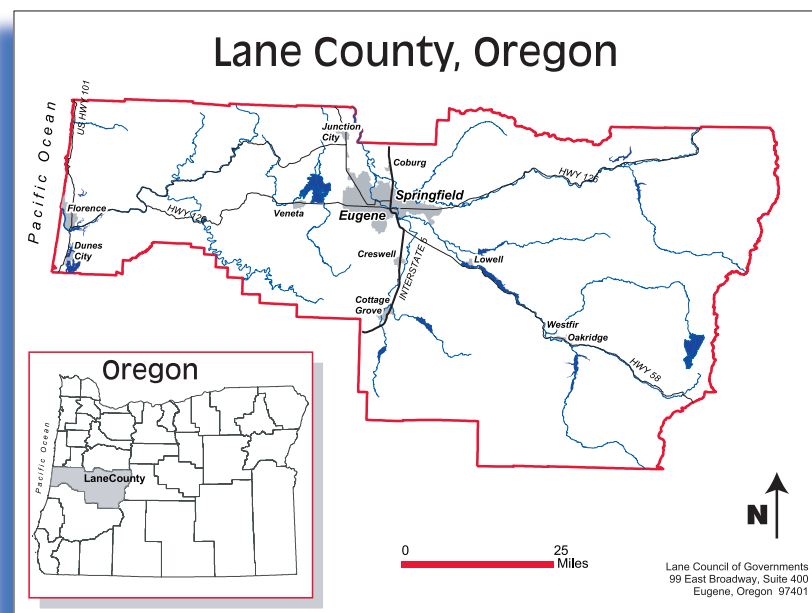 Lane County, Oregon
Pacific Ocean
US HWY 101
Junction
City
Coburg
HWY 126
Springfield
Florence
HWY 126
Veneta
Eugene
Dunes
City
Creswell
INTERSTATE 5
Lowell
Cottage
Grove
Westfir
Oakridge
HWY 58
Oregon
Pacific Ocean
LaneCounty
N
0 25
Miles
Lane Council of Governments
99 East Broadway, Suite 400
Eugene, Oregon 97401